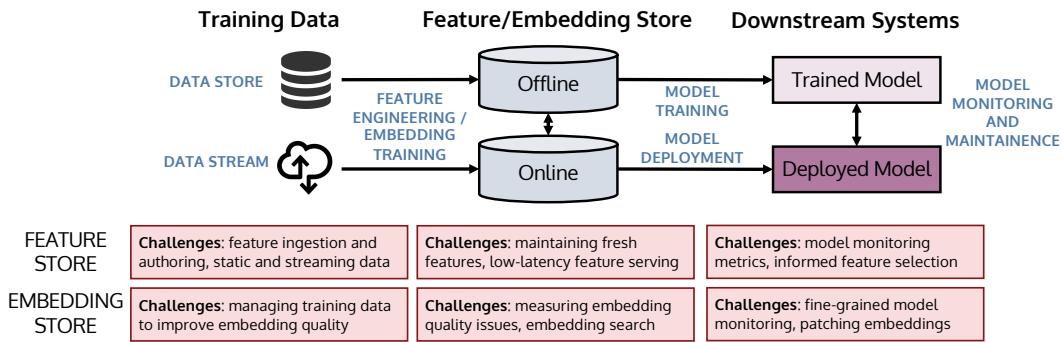 Training Data
Feature/Embedding Store
Downstream Systems
DATA STORE
Offline
Trained Model
FEATURE
ENGINEERING /
EMBEDDING
TRAINING
MODEL
TRAINING
MODEL
MONITORING
AND
MAINTAINENCE
DATA STREAM
Online
MODEL
DEPLOYMENT
Deployed Model
FEATURE
STORE
Challenges: feature ingestion and
authoring, static and streaming data
Challenges: maintaining fresh
features, low-latency feature serving
Challenges: model monitoring
metrics, informed feature selection
EMBEDDING
STORE
Challenges: managing training data
to improve embedding quality
Challenges: measuring embedding
quality issues, embedding search
Challenges: fine-grained model
monitoring, patching embeddings